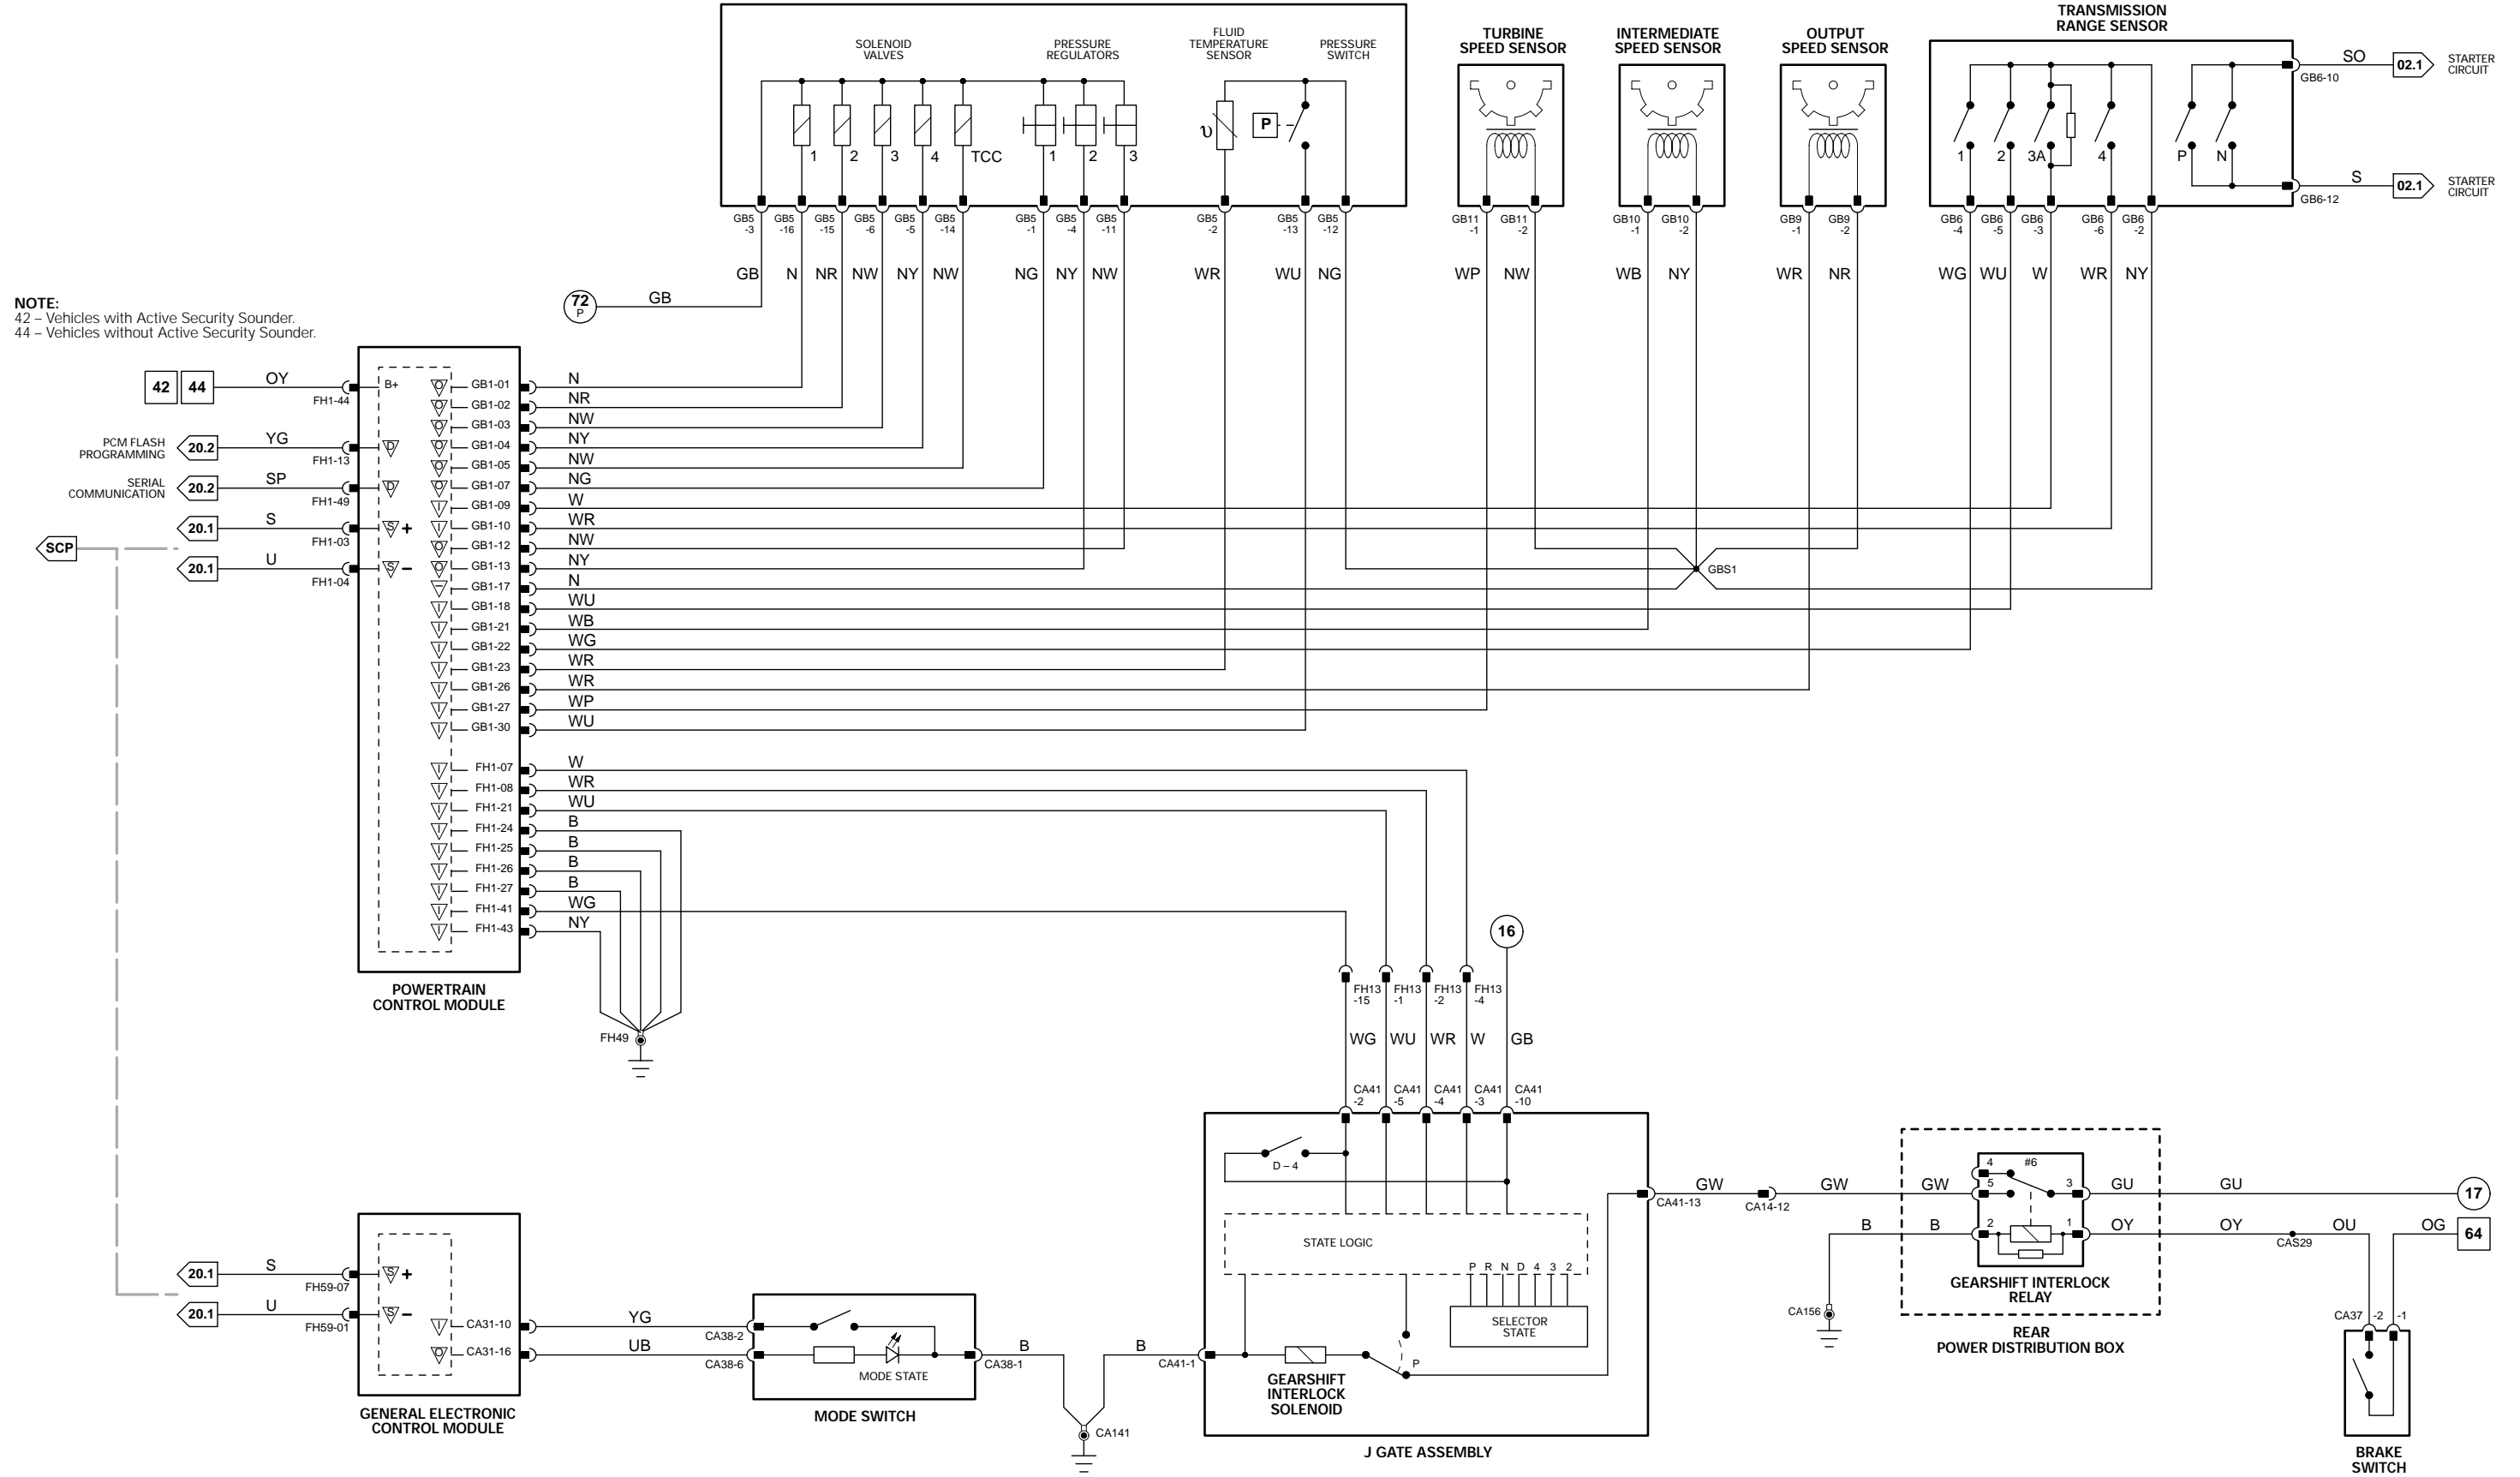 SOLENOID
VALVES
PRESSURE
REGULATORS
FLUID
TEMPERATURE
SENSOR
PRESSURE
SWITCH
TURBINE
SPEED SENSOR
INTERMEDIATE
SPEED SENSOR
OUTPUT
SPEED SENSOR
TRANSMISSION
RANGE SENSOR
1 2 3 4 TCC 1 2 3
υ P
1 2 3A 4 P N
GB6-10 SO 02.1 STARTER
CIRCUIT
GB6-12 S 02.1 STARTER
CIRCUIT
GB5
-3
GB5
-16
GB5
-15
GB5
-6
GB5
-5
GB5
-14
GB5
-1
GB5
-4
GB5
-11
GB5
-2
GB5
-13
GB5
-12
GB11
-1
GB11
-2
GB10
-1
GB10
-2
GB9
-1
GB9
-2
GB6
-4
GB6
-5
GB6
-3
GB6
-6
GB6
-2
GB N NR NW NY NW NG NY NW WR WU NG WP NW WB NY WR NR WG WU W WR NY
72
P
GB
NOTE:
42 – Vehicles with Active Security Sounder.
44 – Vehicles without Active Security Sounder.
42 44 OY FH1-44 B+
PCM FLASH
PROGRAMMING
20.2 YG FH1-13 D
SERIAL
COMMUNICATION
20.2 SP FH1-49 D
20.1 S FH1-03 S +
SCP
20.1 U FH1-04 S –
O GB1-01 N
O GB1-02 NR
O GB1-03 NW
O GB1-04 NY
O GB1-05 NW
O GB1-07 NG
I GB1-09 W
I GB1-10 WR
O GB1-12 NW
O GB1-13 NY
– GB1-17 N
I GB1-18 WU
I GB1-21 WB
I GB1-22 WG
I GB1-23 WR
I GB1-26 WR
I GB1-27 WP
I GB1-30 WU
GBS1
I FH1-07 W
I FH1-08 WR
I FH1-21 WU
I FH1-24 B
I FH1-25 B
I FH1-26 B
I FH1-27 B
I FH1-41 WG
I FH1-43 NY
POWERTRAIN
CONTROL MODULE
FH49
16
FH13
-15
FH13
-1
FH13
-2
FH13
-4
WG WU WR W GB
CA41
-2
CA41
-5
CA41
-4
CA41
-3
CA41
-10
D – 4
STATE LOGIC
P R N D 4 3 2
SELECTOR
STATE
P
GEARSHIFT
INTERLOCK
SOLENOID
J GATE ASSEMBLY
CA41-1 B
CA41-13 GW CA14-12 GW GW
4 #6
5 3
2 1
GU GU 17
B B
OY OY CAS29 OU OG 64
GEARSHIFT INTERLOCK
RELAY
CA156
REAR
POWER DISTRIBUTION BOX
CA37 -2 -1
BRAKE
SWITCH
20.1 S FH59-07 S +
20.1 U FH59-01 S –
I CA31-10 YG CA38-2
O CA31-16 UB CA38-6
GENERAL ELECTRONIC
CONTROL MODULE
MODE STATE
CA38-1 B
MODE SWITCH
CA141